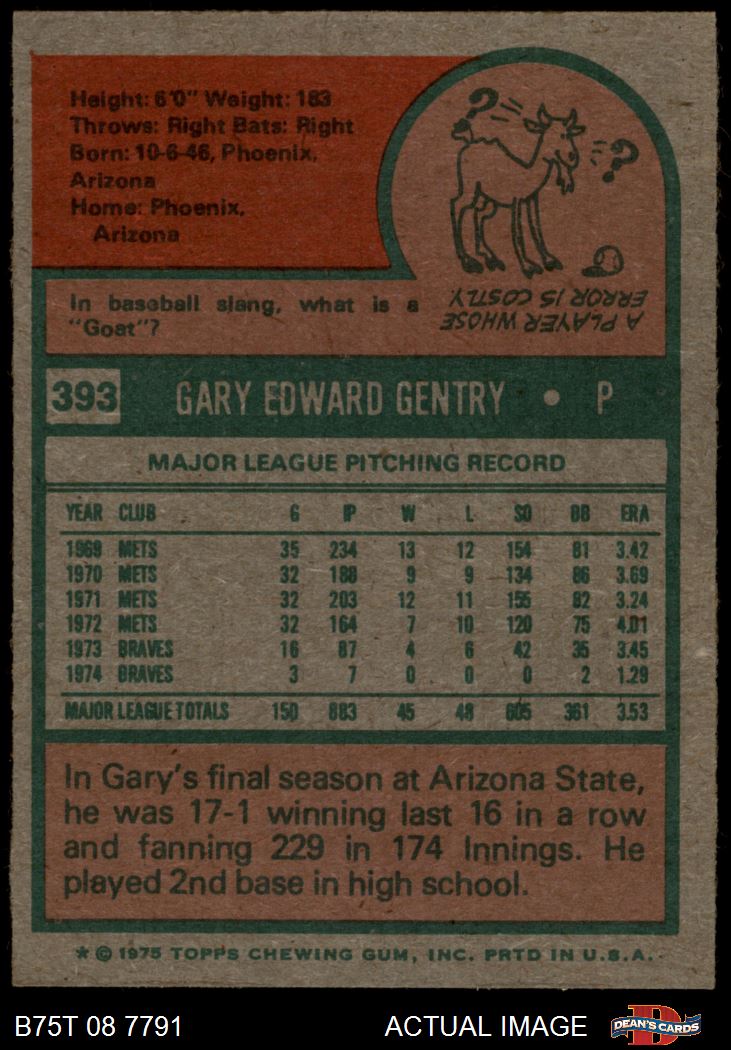 Height: 6'0" Weight: 183
Throws: Right Bats: Right
Born: 10-6-46, Phoenix,
Arizona
Home: Phoenix,
Arizona
? ?
In baseball slang, what is a
"Goat"?
A PLAYER WHOSE
ERROR IS COSTLY
393 GARY EDWARD GENTRY • P
MAJOR LEAGUE PITCHING RECORD
YEAR CLUB G IP W L SO BB ERA
1969 METS 35 234 13 12 154 81 3.42
1970 METS 32 188 9 9 134 86 3.69
1971 METS 32 203 12 11 155 82 3.24
1972 METS 32 164 7 10 120 75 4.01
1973 BRAVES 16 87 4 6 42 35 3.45
1974 BRAVES 3 7 0 0 0 2 1.29
MAJOR LEAGUE TOTALS 150 883 45 48 605 361 3.53
In Gary's final season at Arizona State,
he was 17-1 winning last 16 in a row
and fanning 229 in 174 Innings. He
played 2nd base in high school.
* © 1975 TOPPS CHEWING GUM, INC. PRTD IN U.S.A.
B75T 08 7791 ACTUAL IMAGE D DEAN'S CARDS